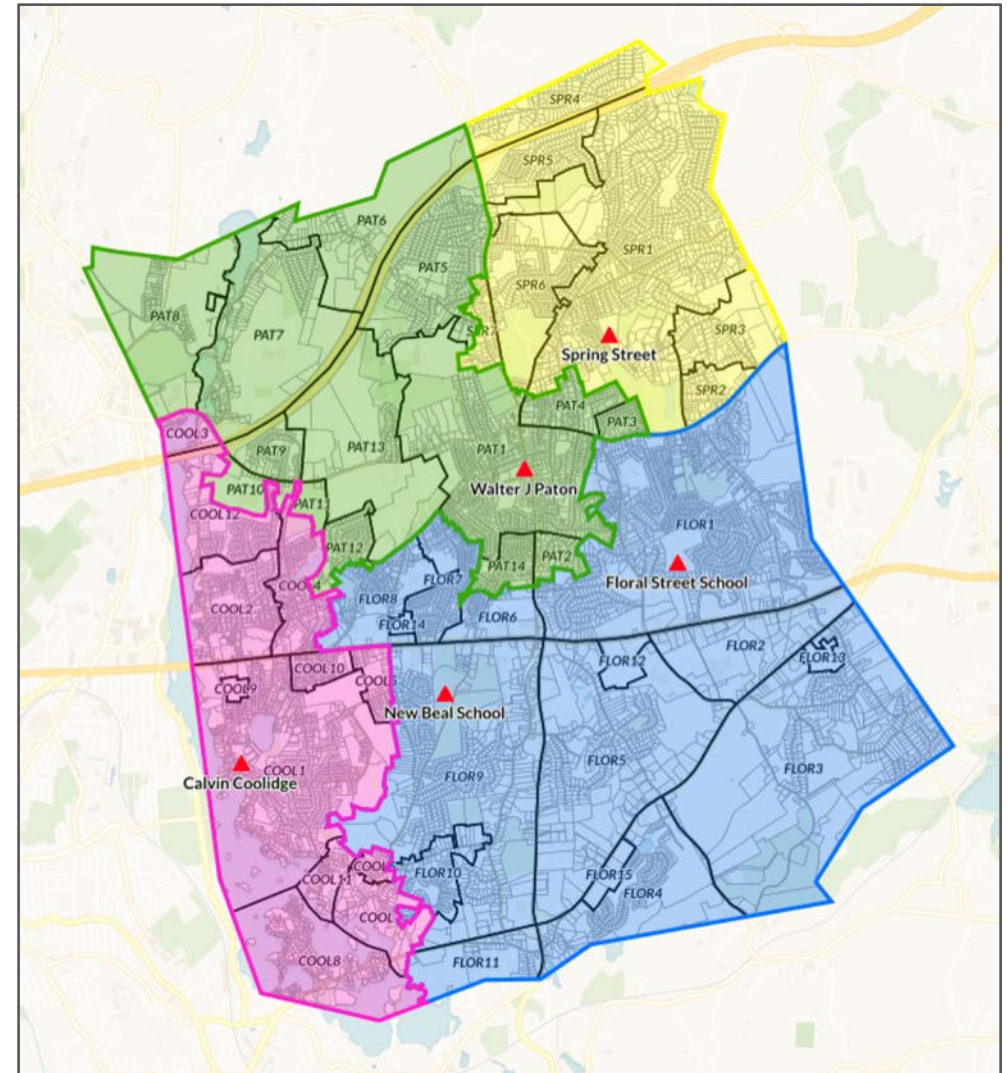 SPR4
SPR5
PAT6
SPR1
PAT5
SPR6
PAT8
PAT7
SPR3
Spring Street
SPR2
PAT4
COOL3
PAT3
PAT9
PAT13
PAT1
Walter J Paton
PAT10
PAT11
COOL12
FLOR1
PAT12
PAT14
PAT2
FLOR7
Floral Street School
COOL4
FLOR8
COOL2
FLOR14
FLOR6
FLOR2
FLOR12
FLOR13
COOL10
COOL9
New Beal School
FLOR5
FLOR3
COOL1
Calvin Coolidge
FLOR9
COOL
FLOR10
COOL11
FLOR15
FLOR4
COOL
COOL8
FLOR11